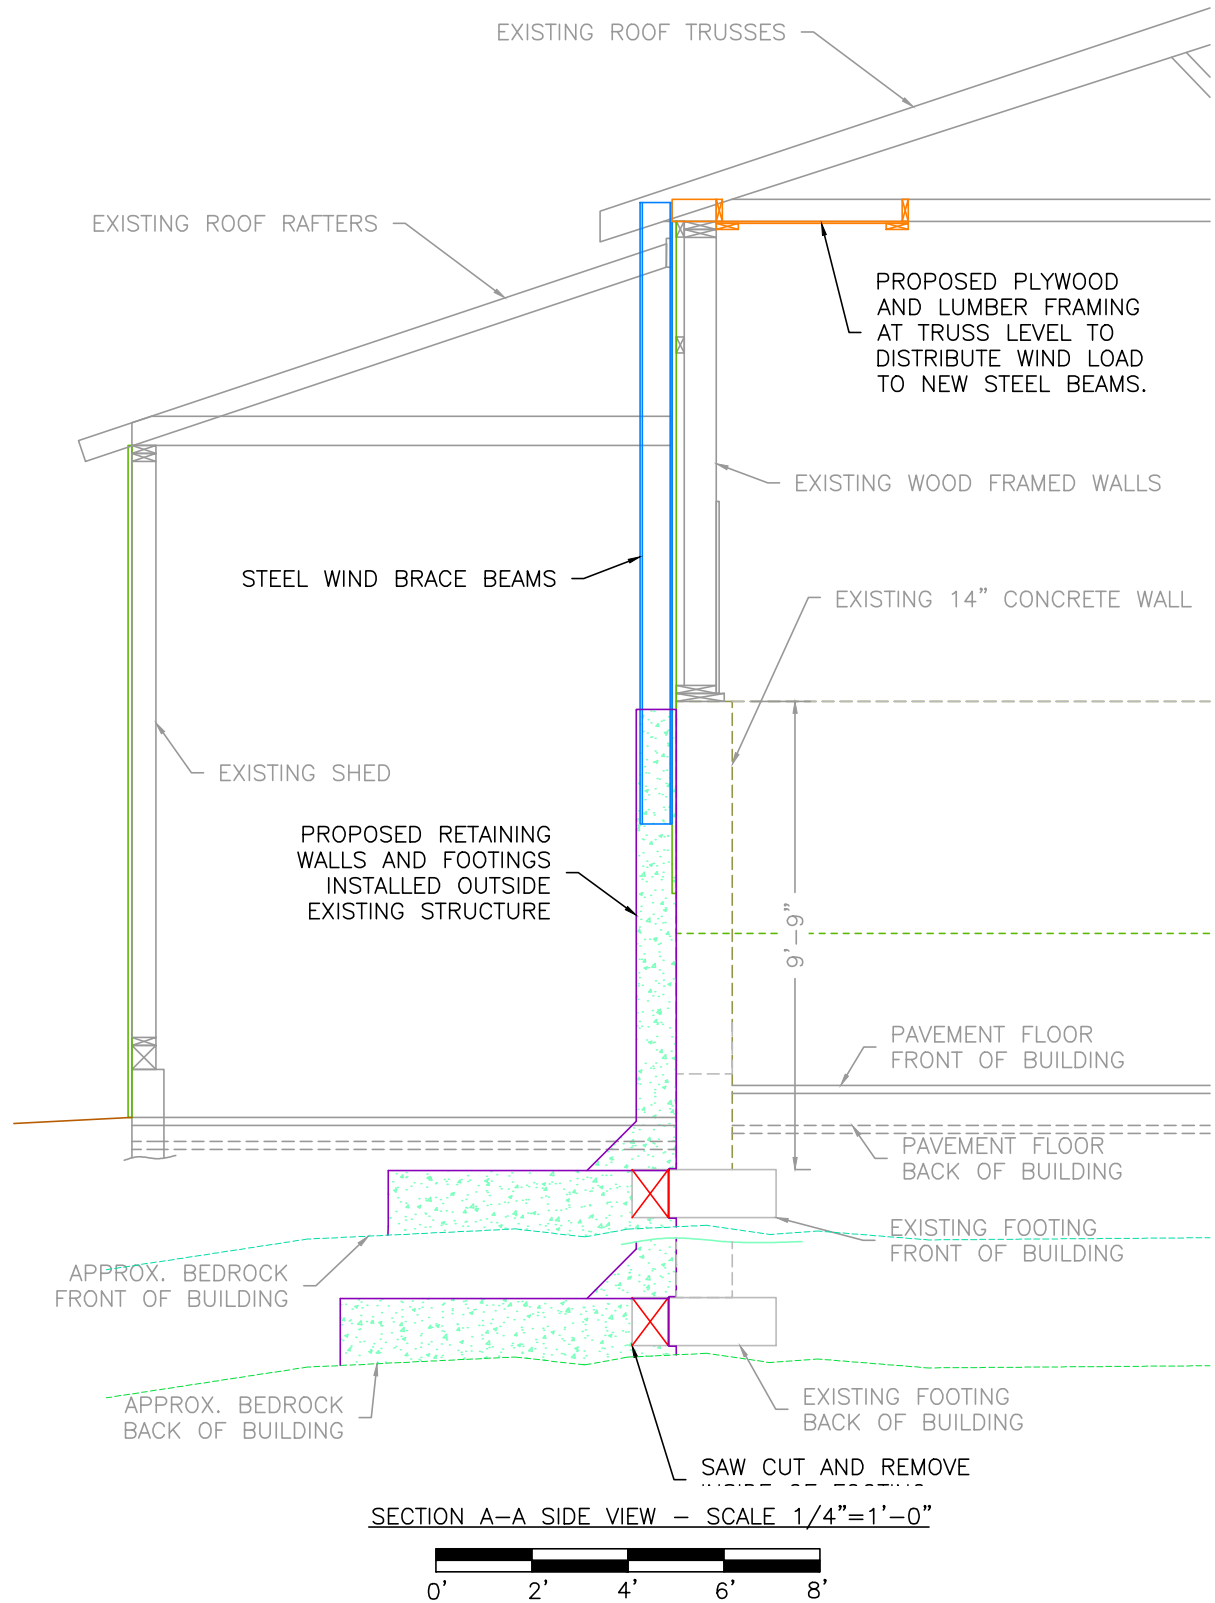 EXISTING ROOF TRUSSES
EXISTING ROOF RAFTERS
PROPOSED PLYWOOD
AND LUMBER FRAMING
AT TRUSS LEVEL TO
DISTRIBUTE WIND LOAD
TO NEW STEEL BEAMS.
EXISTING WOOD FRAMED WALLS
STEEL WIND BRACE BEAMS
EXISTING 14" CONCRETE WALL
EXISTING SHED
PROPOSED RETAINING
WALLS AND FOOTINGS
INSTALLED OUTSIDE
EXISTING STRUCTURE
9'-9"
PAVEMENT FLOOR
FRONT OF BUILDING
PAVEMENT FLOOR
BACK OF BUILDING
EXISTING FOOTING
FRONT OF BUILDING
APPROX. BEDROCK
FRONT OF BUILDING
APPROX. BEDROCK
BACK OF BUILDING
EXISTING FOOTING
BACK OF BUILDING
SAW CUT AND REMOVE
SECTION A-A SIDE VIEW - SCALE 1/4"=1'-0"
0' 2' 4' 6' 8'